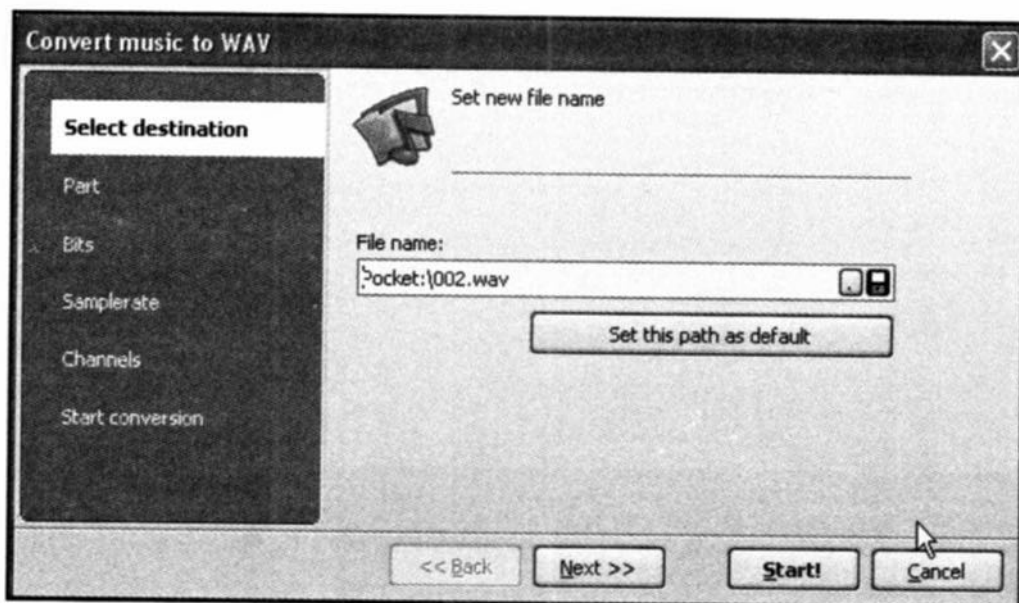 Convert music to WAV
Select destination
Part
Bits
Samplerate
Channels
Start conversion
Set new file name
File name:
Pocket:\002.wav
.
Set this path as default
<< Back
Next >>
Start!
Cancel